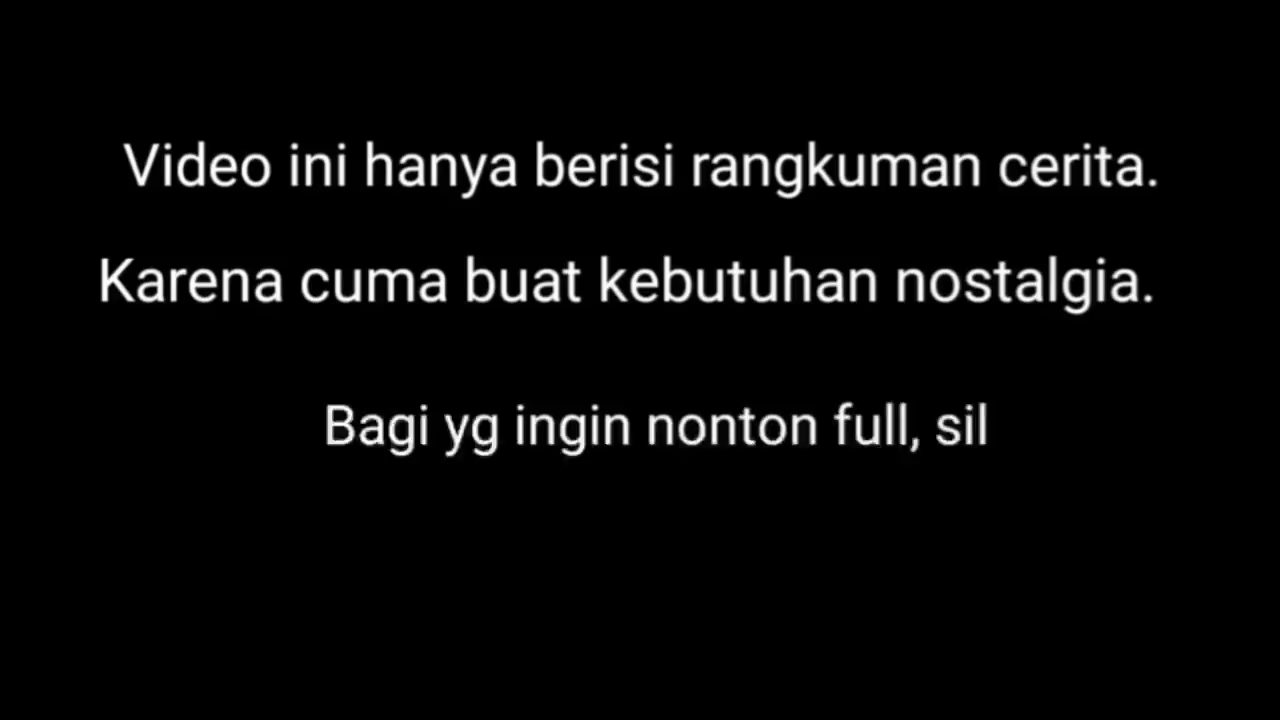 Video ini hanya berisi rangkuman cerita.
Karena cuma buat kebutuhan nostalgia.
Bagi yg ingin nonton full, sil